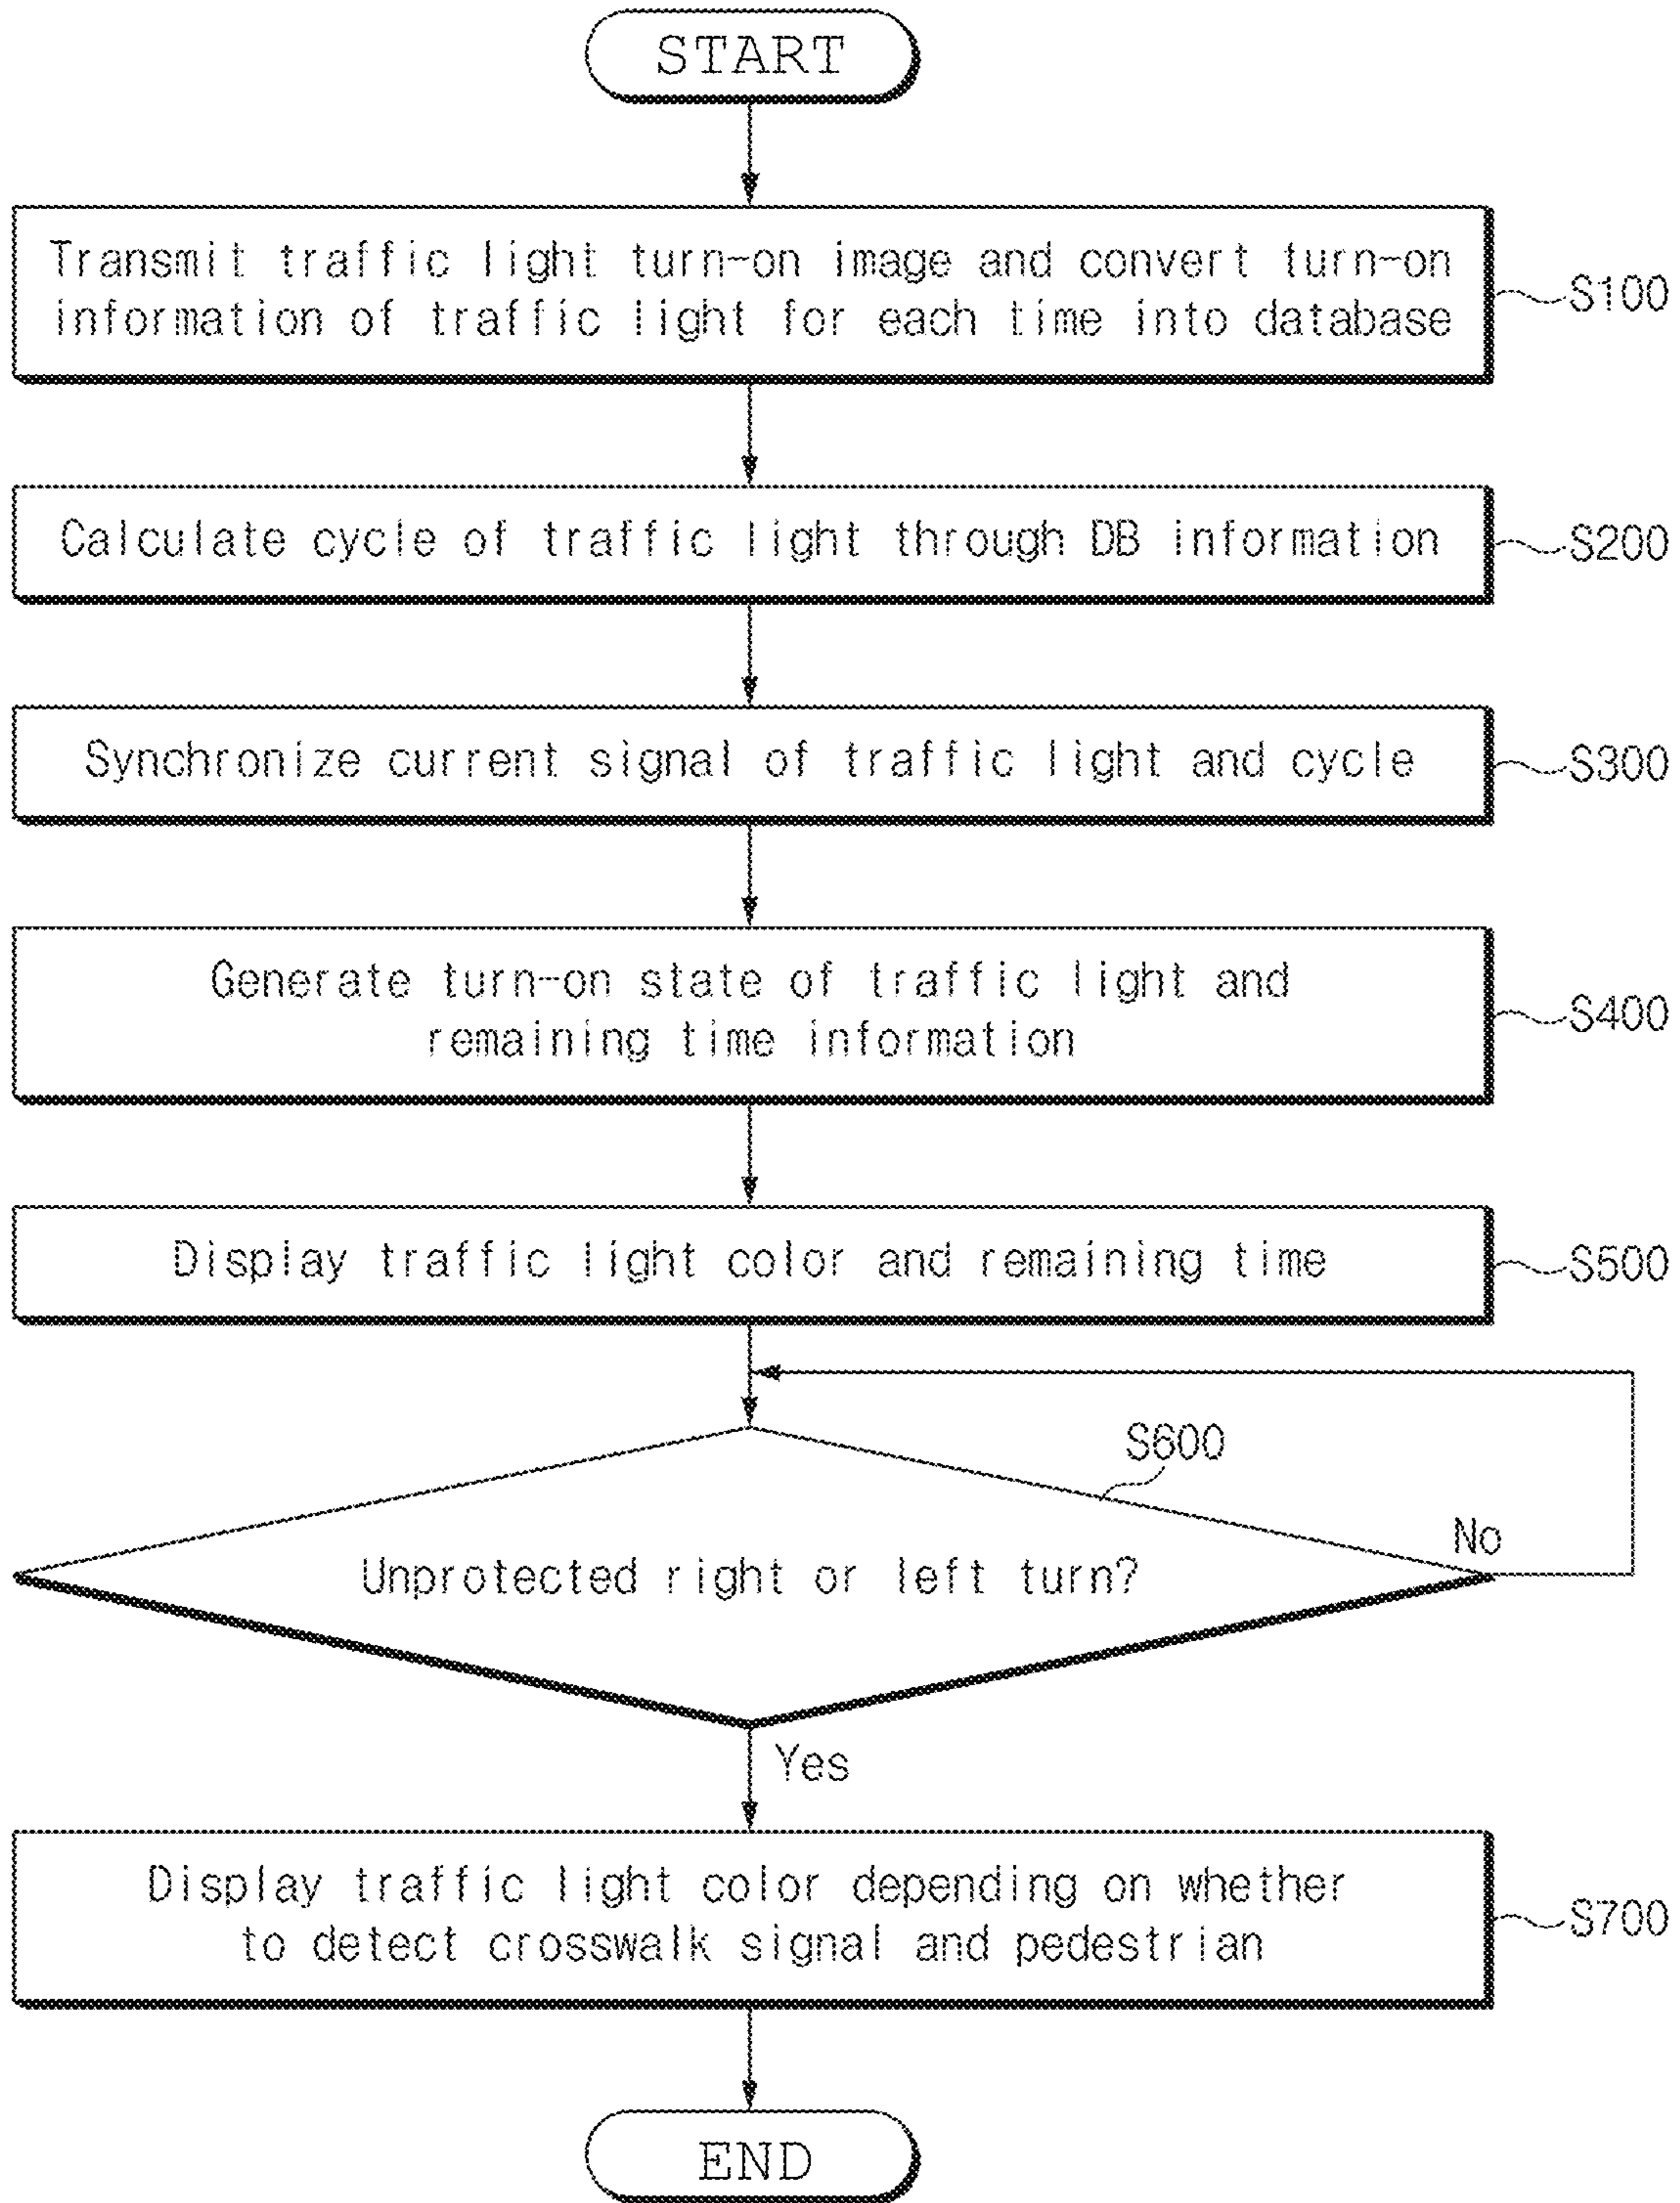 START
Transmit traffic light turn-on image and convert turn-on
information of traffic light for each time into database
S100
Calculate cycle of traffic light through DB information
S200
Synchronize current signal of traffic light and cycle
S300
Generate turn-on state of traffic light and
remaining time information
S400
Display traffic light color and remaining time
S500
S600
No
Unprotected right or left turn?
Yes
Display traffic light color depending on whether
to detect crosswalk signal and pedestrian
S700
END